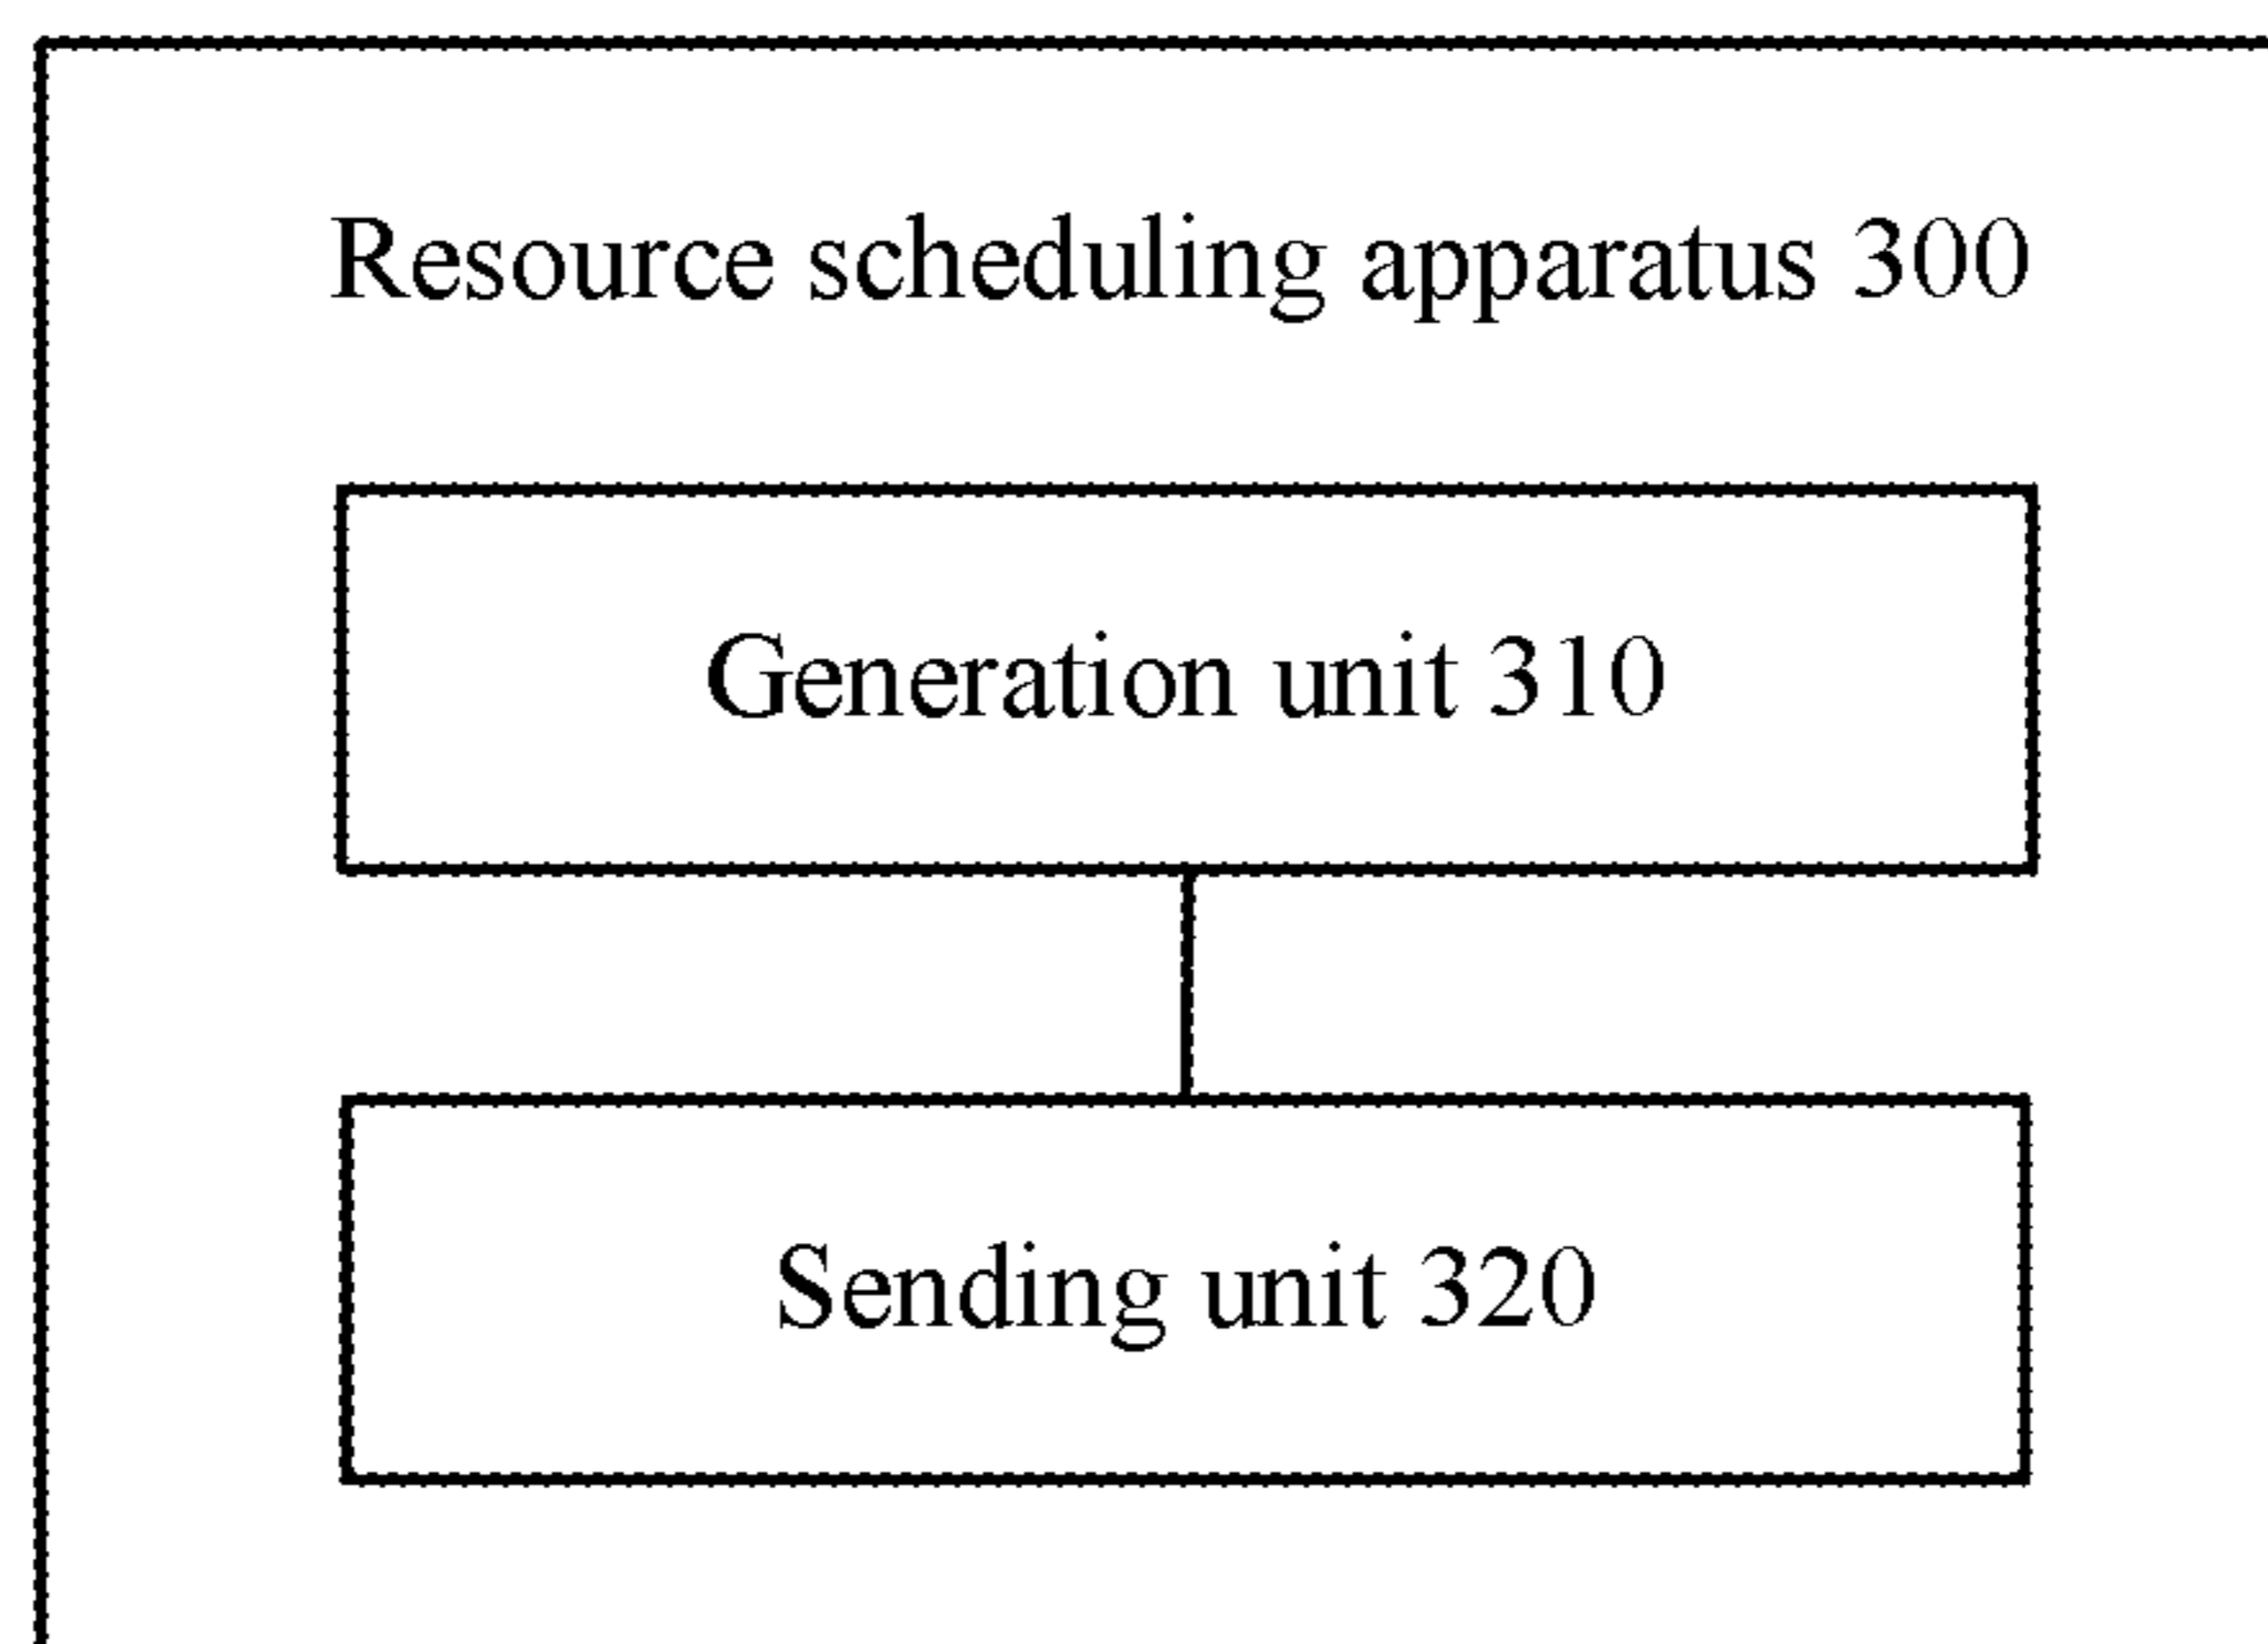 Resource scheduling apparatus 300
Generation unit 310
Sending unit 320